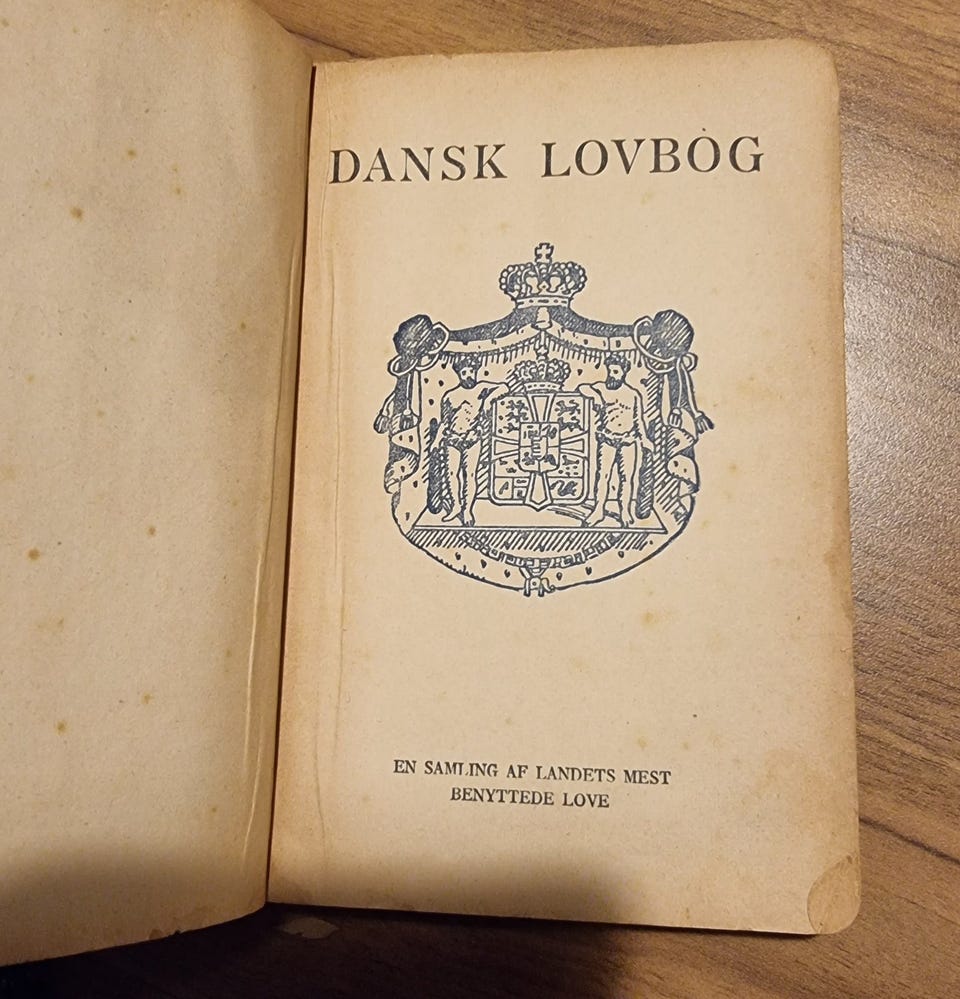 DANSK LOVBOG
EN SAMLING AF LANDETS MEST
BENYTTEDE LOVE